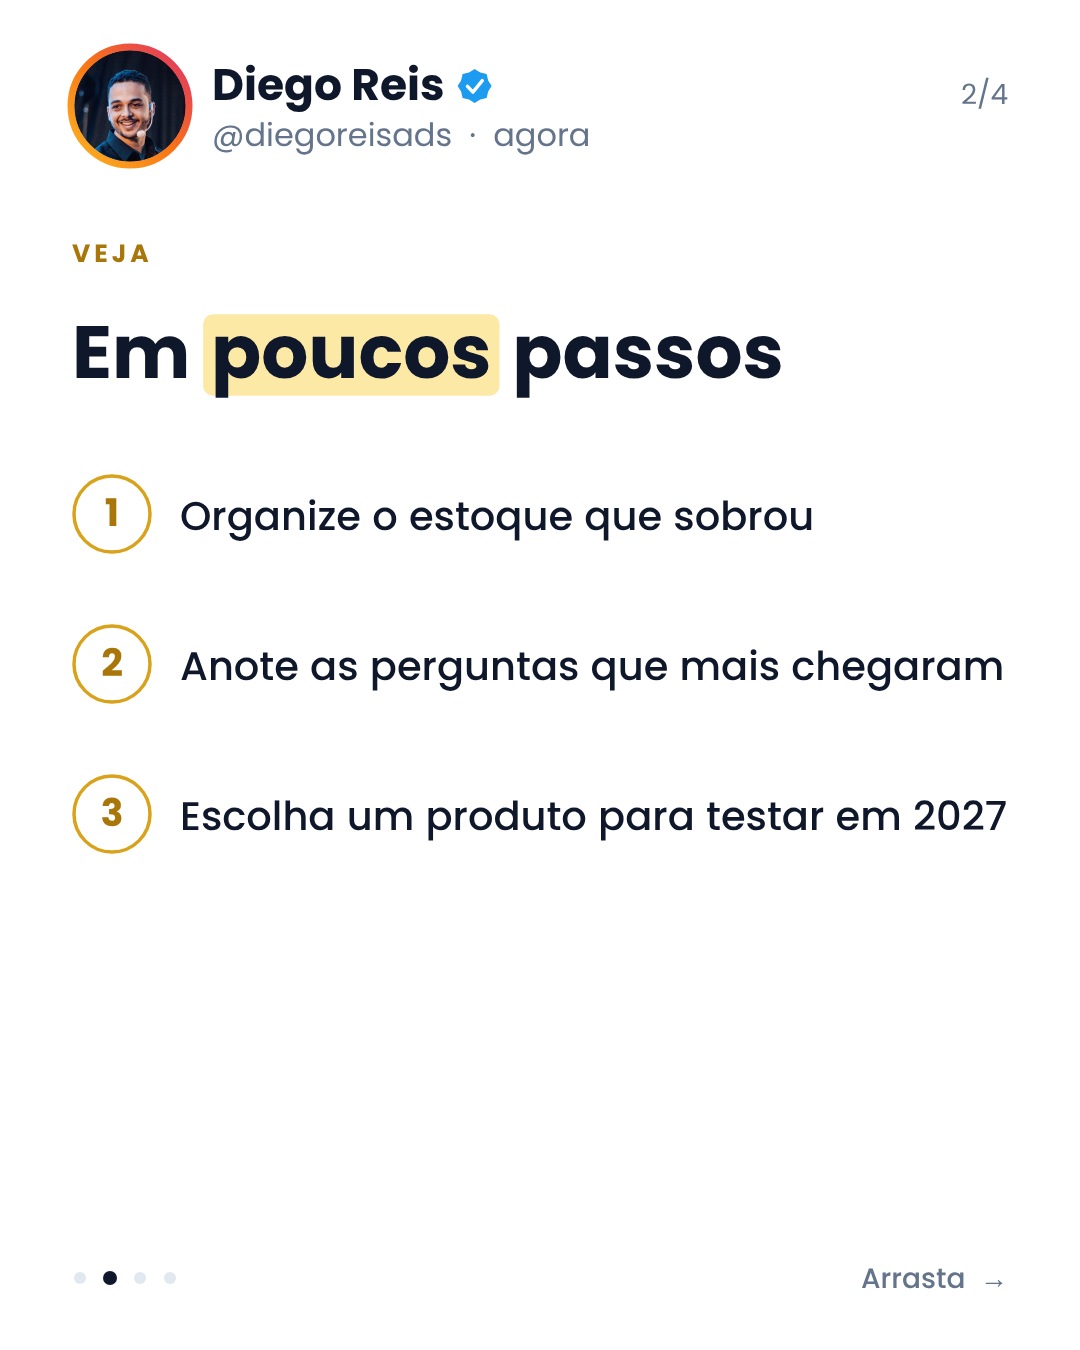 Diego Reis
@diegoreisads · agora
2/4
VEJA
Em poucos passos
1 Organize o estoque que sobrou
2 Anote as perguntas que mais chegaram
3 Escolha um produto para testar em 2027
Arrasta →